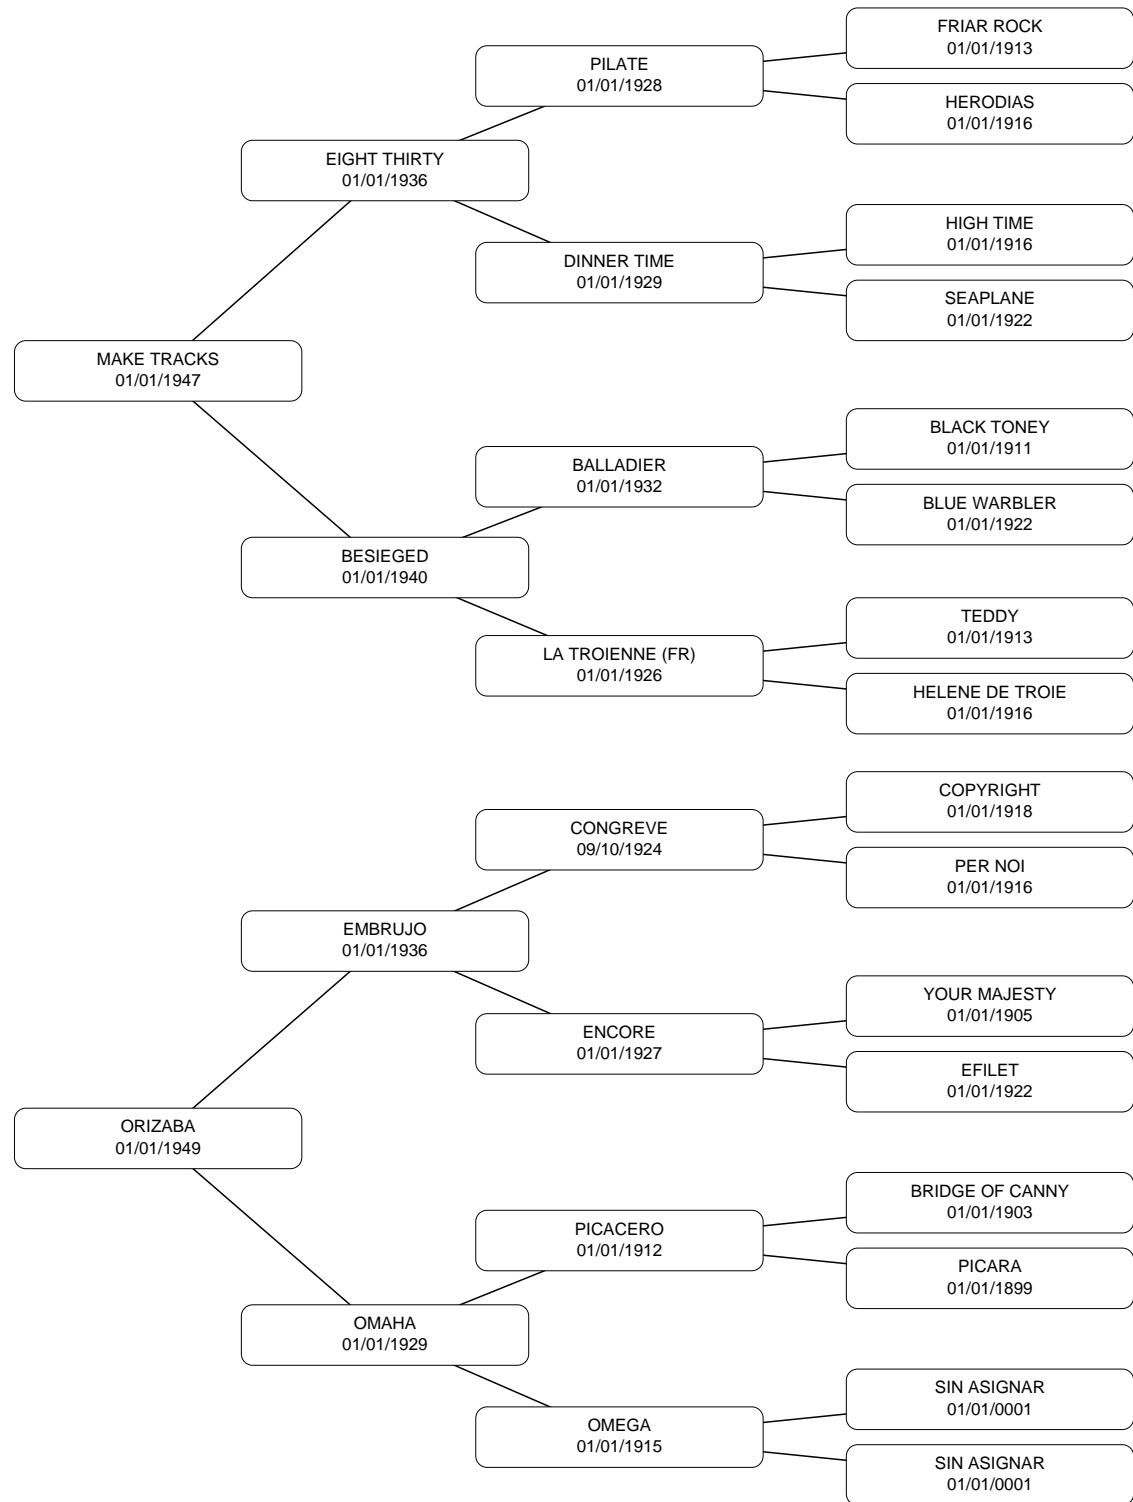 FRIAR ROCK
01/01/1913
PILATE
01/01/1928
HERODIAS
01/01/1916
EIGHT THIRTY
01/01/1936
HIGH TIME
01/01/1916
DINNER TIME
01/01/1929
SEAPLANE
01/01/1922
MAKE TRACKS
01/01/1947
BLACK TONEY
01/01/1911
BALLADIER
01/01/1932
BLUE WARBLER
01/01/1922
BESIEGED
01/01/1940
TEDDY
01/01/1913
LA TROIENNE (FR)
01/01/1926
HELENE DE TROIE
01/01/1916
COPYRIGHT
01/01/1918
CONGREVE
09/10/1924
PER NOI
01/01/1916
EMBRUJO
01/01/1936
YOUR MAJESTY
01/01/1905
ENCORE
01/01/1927
EFILET
01/01/1922
ORIZABA
01/01/1949
BRIDGE OF CANNY
01/01/1903
PICACERO
01/01/1912
PICARA
01/01/1899
OMAHA
01/01/1929
SIN ASIGNAR
01/01/0001
OMEGA
01/01/1915
SIN ASIGNAR
01/01/0001